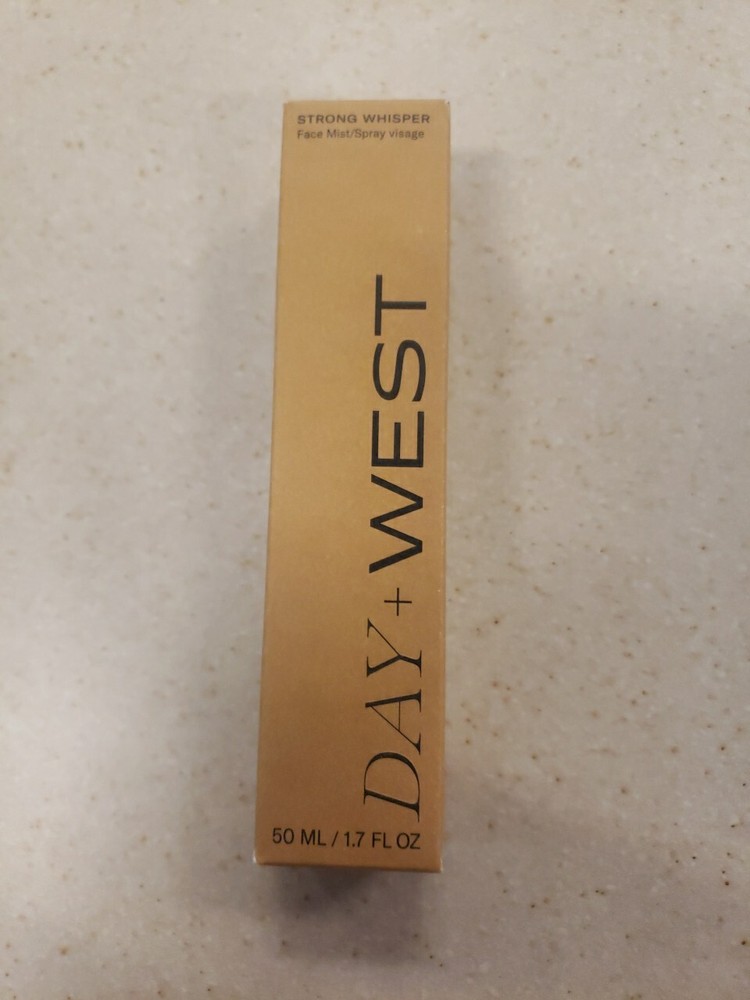 STRONG WHISPER
Face Mist/Spray visage
DAY + WEST
50 ML / 1.7 FL OZ